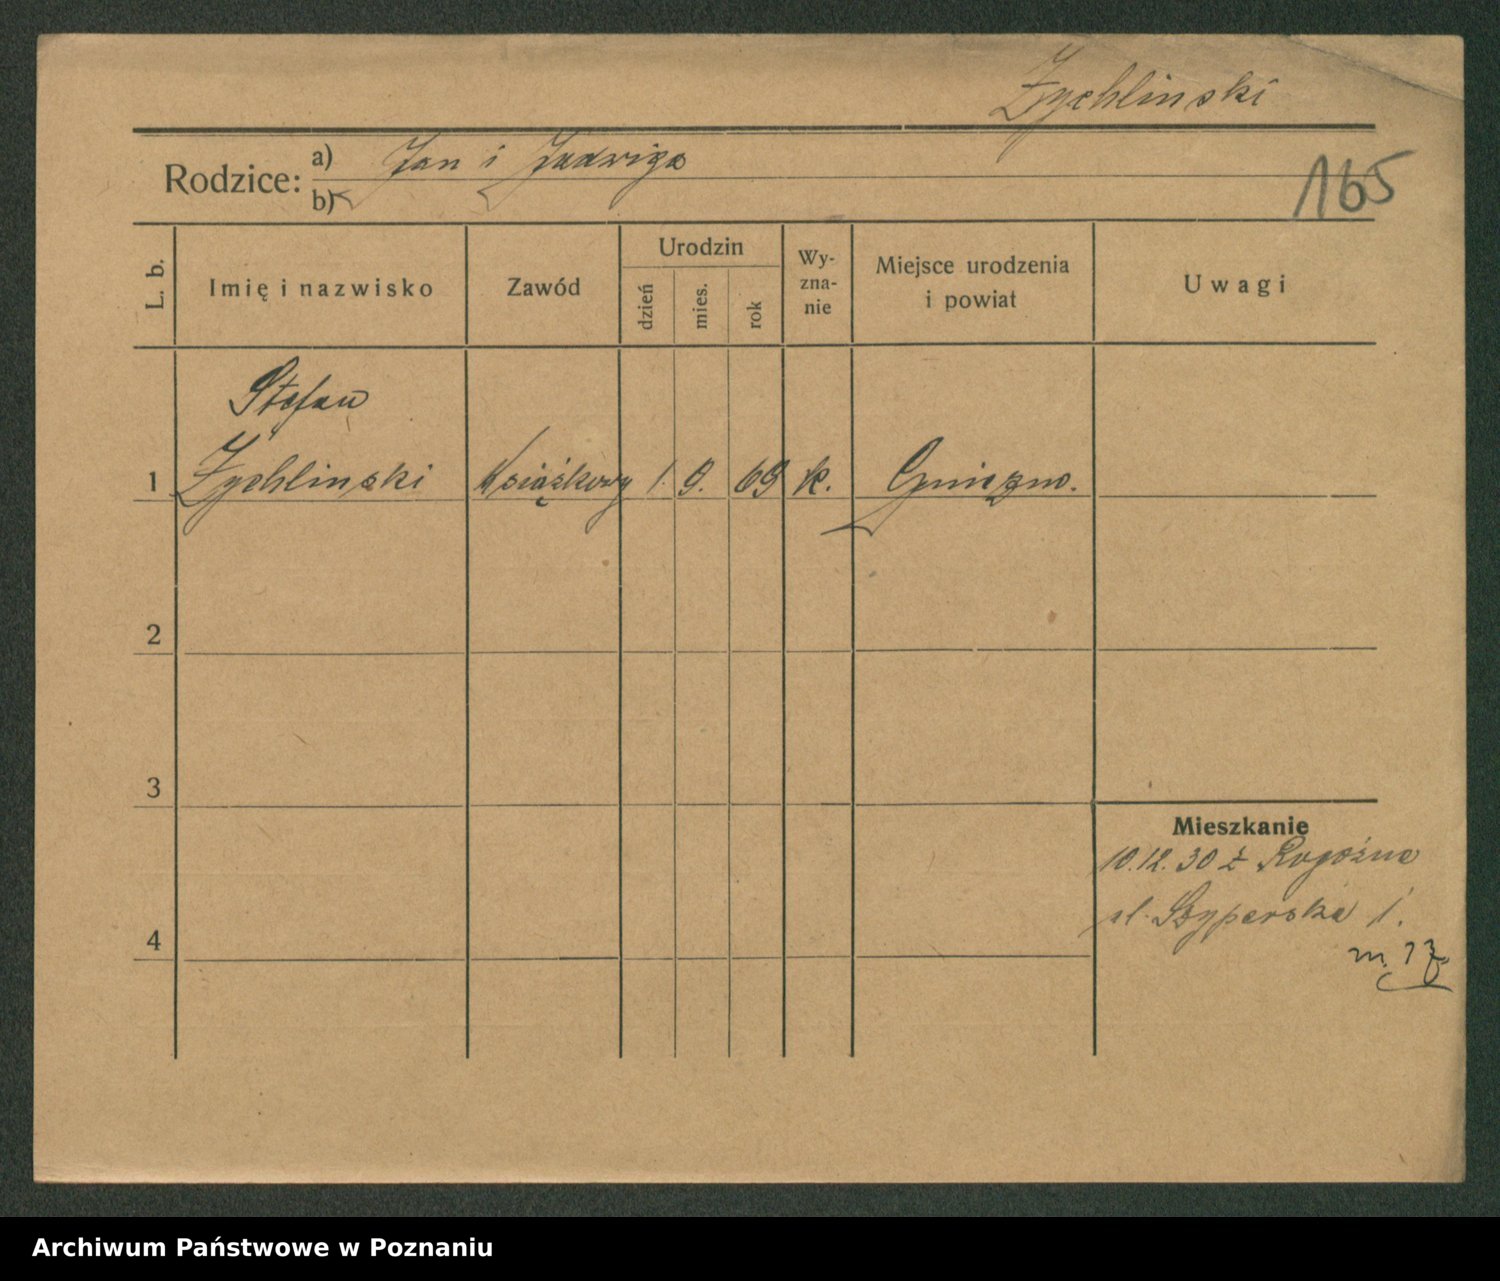 Zychlinski
Rodzice: a) Jan i Jadwiga
b)
165
L. b.
Imię i nazwisko
Zawód
Urodzin
dzień
mies.
rok
Wy-
zna-
nie
Miejsce urodzenia
i powiat
Uwagi
Stefan
1 Zychlinski Książkowy 1. 9. 69 k. Gniezno.
2
3
Mieszkanie
10.12.30 z Rogoźna
ul. Szyperska 1.
4
m.
Archiwum Państwowe w Poznaniu